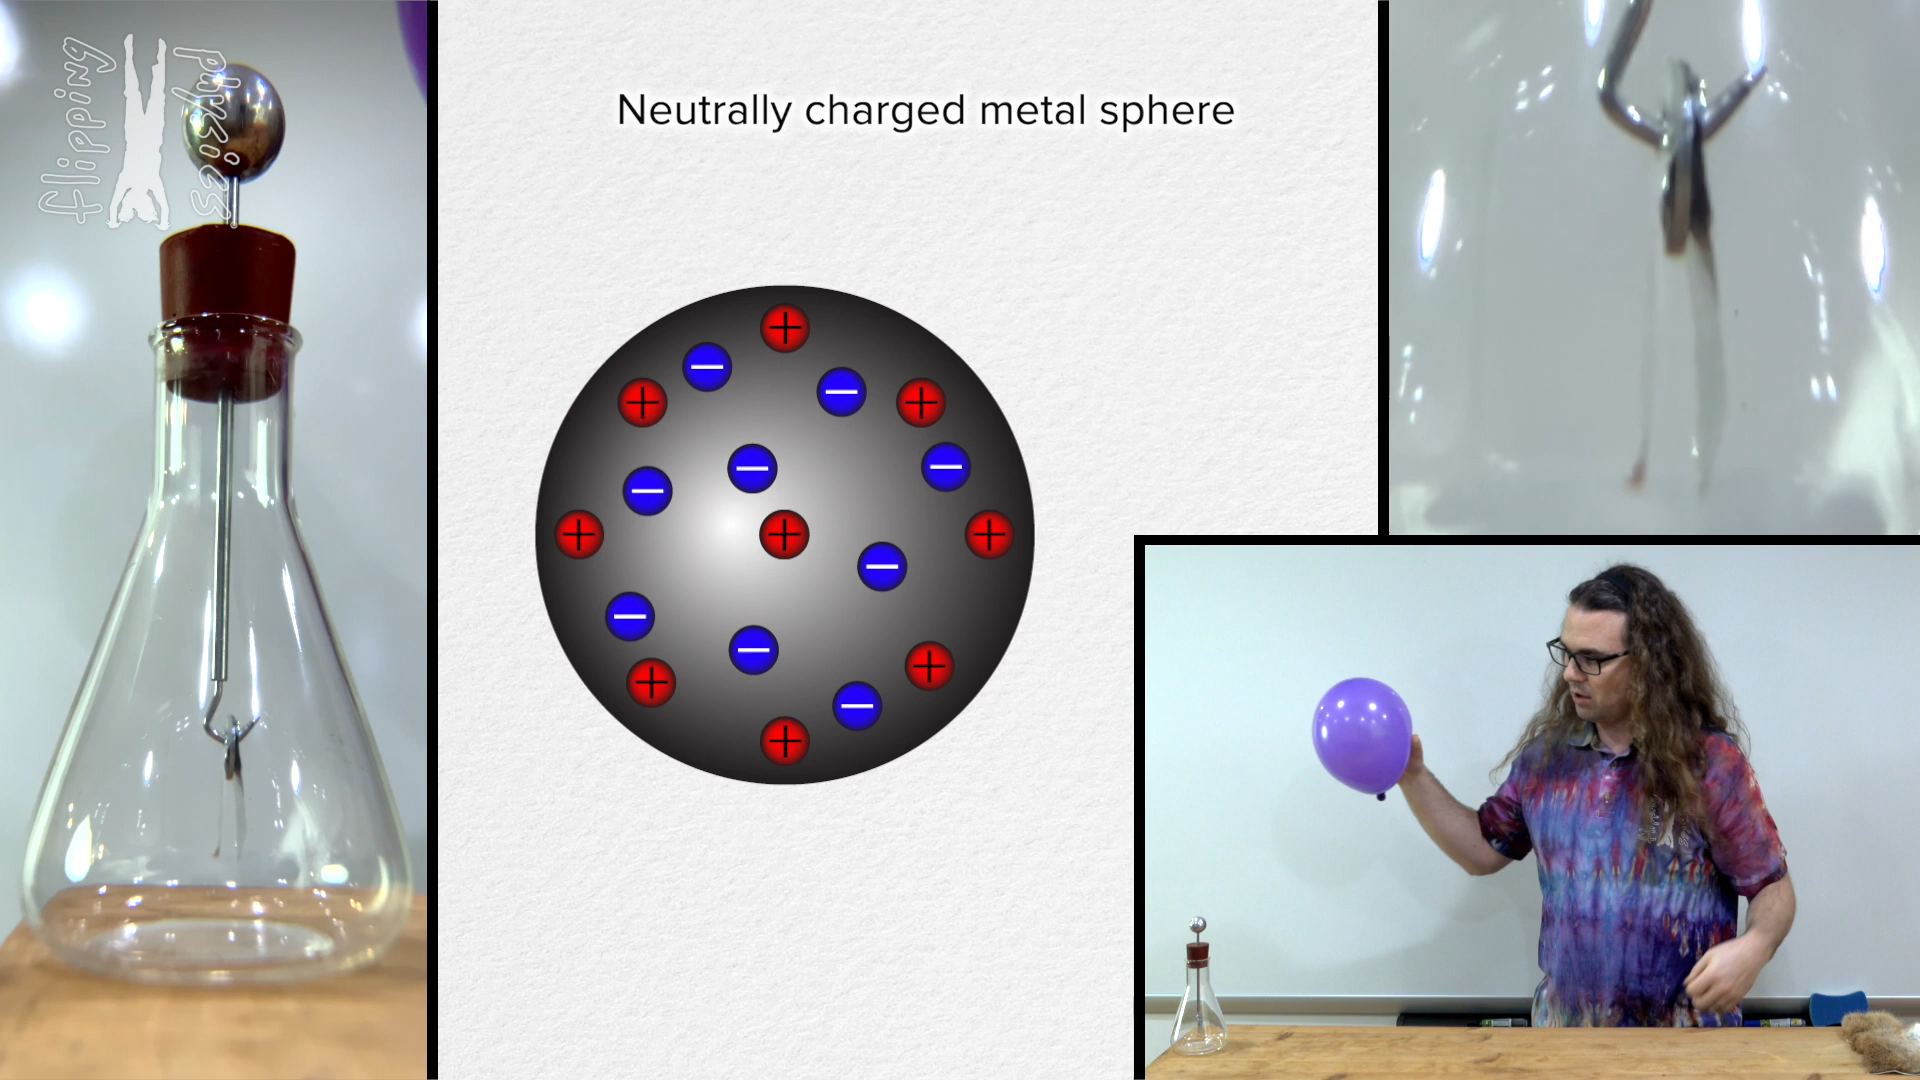 flipping
physics
Neutrally charged metal sphere